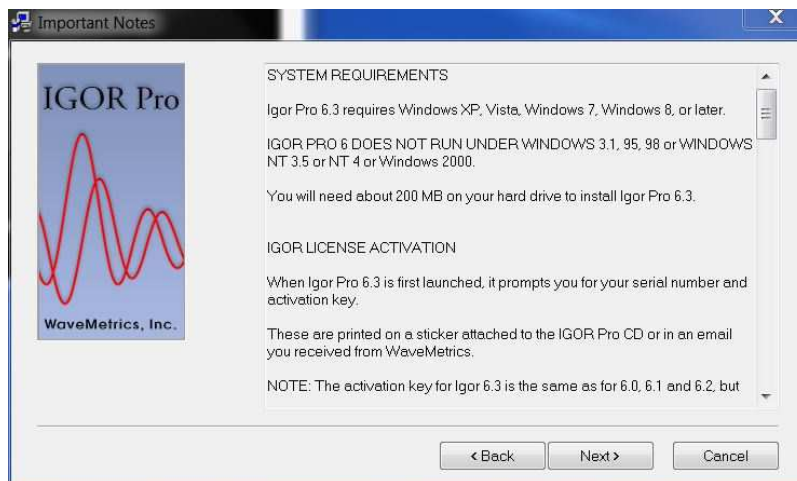 Important Notes
X
IGOR Pro
WaveMetrics, Inc.
SYSTEM REQUIREMENTS
Igor Pro 6.3 requires Windows XP, Vista, Windows 7, Windows 8, or later.
IGOR PRO 6 DOES NOT RUN UNDER WINDOWS 3.1, 95, 98 or WINDOWS
NT 3.5 or NT 4 or Windows 2000.
You will need about 200 MB on your hard drive to install Igor Pro 6.3.
IGOR LICENSE ACTIVATION
When Igor Pro 6.3 is first launched, it prompts you for your serial number and
activation key.
These are printed on a sticker attached to the IGOR Pro CD or in an email
you received from WaveMetrics.
NOTE: The activation key for Igor 6.3 is the same as for 6.0, 6.1 and 6.2, but
< Back
Next >
Cancel